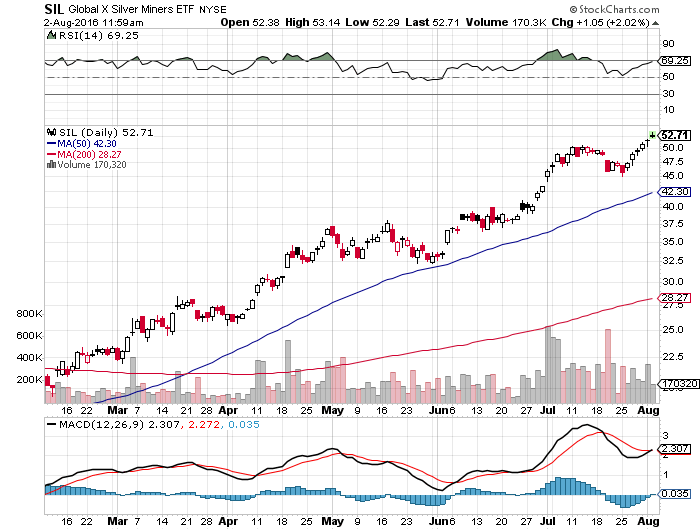 SIL Global X Silver Miners ETF NYSE © StockCharts.com
2-Aug-2016 11:59am Open 52.38 High 53.14 Low 52.29 Last 52.71 Volume 170.3K Chg +1.05 (+2.02%)
RSI(14) 69.25
90
69.25
50
30
10
SIL (Daily) 52.71
MA(50) 42.30
MA(200) 28.27
Volume 170,320
52.71
50.0
47.5
45.0
42.30
40.0
37.5
35.0
32.5
30.0
28.27
25.0
22.5
170320
800K
600K
400K
200K
16 22 Mar 7 14 21 28 Apr 11 18 25 May 9 16 23 Jun 6 13 20 27 Jul 11 18 25 Aug
MACD(12,26,9) 2.307, 2.272, 0.035
3
2.307
2
1
0.035
16 22 Mar 7 14 21 28 Apr 11 18 25 May 9 16 23 Jun 6 13 20 27 Jul 11 18 25 Aug